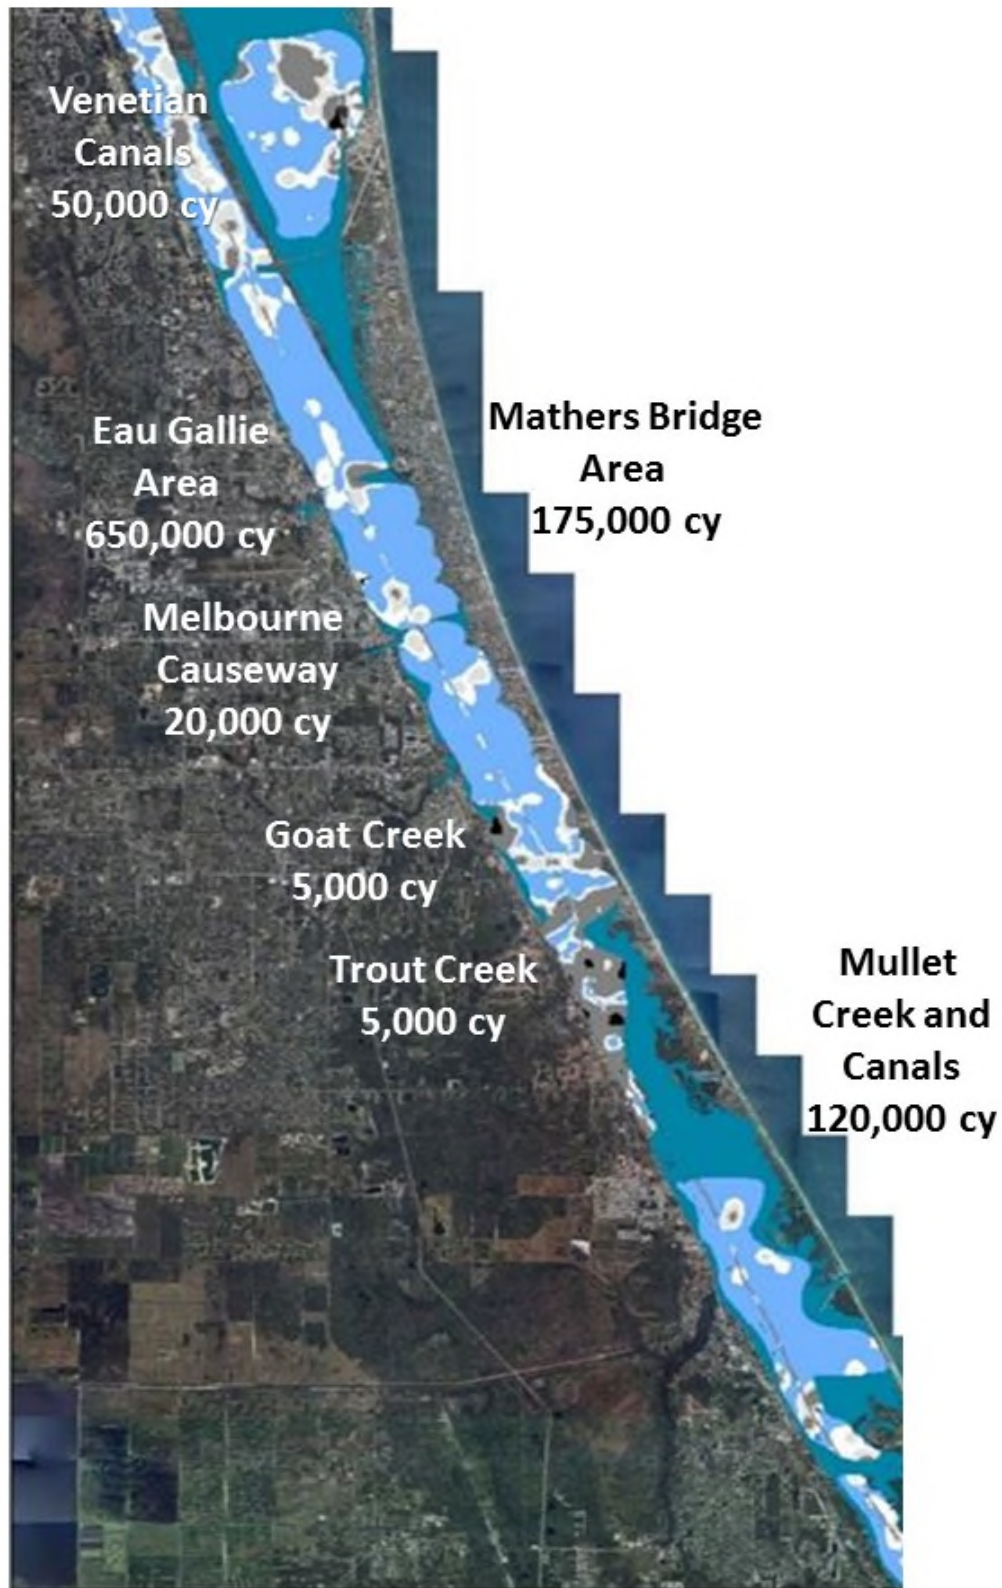 Venetian
Canals
50,000 cy
Eau Gallie
Area
650,000 cy
Mathers Bridge
Area
175,000 cy
Melbourne
Causeway
20,000 cy
Goat Creek
5,000 cy
Trout Creek
5,000 cy
Mullet
Creek and
Canals
120,000 cy